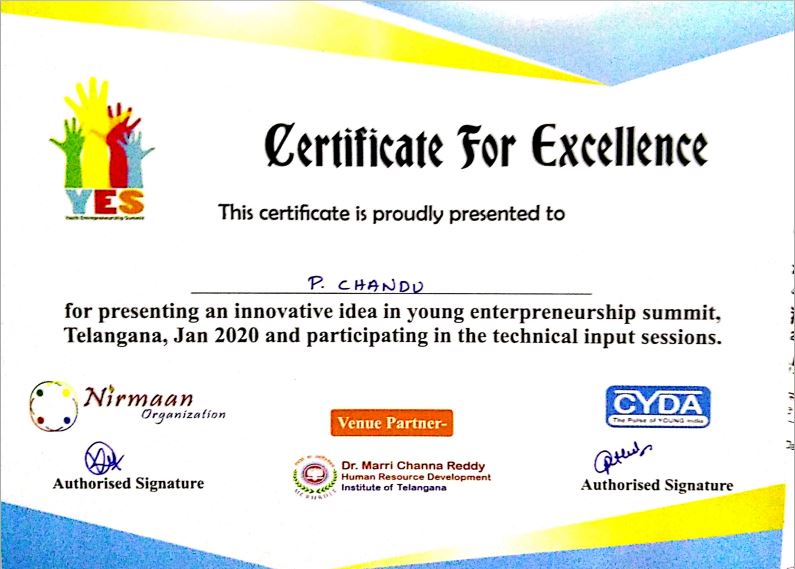 Certificate For Excellence
YES
Youth Entrepreneurship Summit
This certificate is proudly presented to
P. CHANDU
for presenting an innovative idea in young enterpreneurship summit,
Telangana, Jan 2020 and participating in the technical input sessions.
Nirmaan
Organization
CYDA
The Pulse of YOUNG India
Venue Partner-
Dr. Marri Channa Reddy
Human Resource Development
Institute of Telangana
Authorised Signature
Authorised Signature